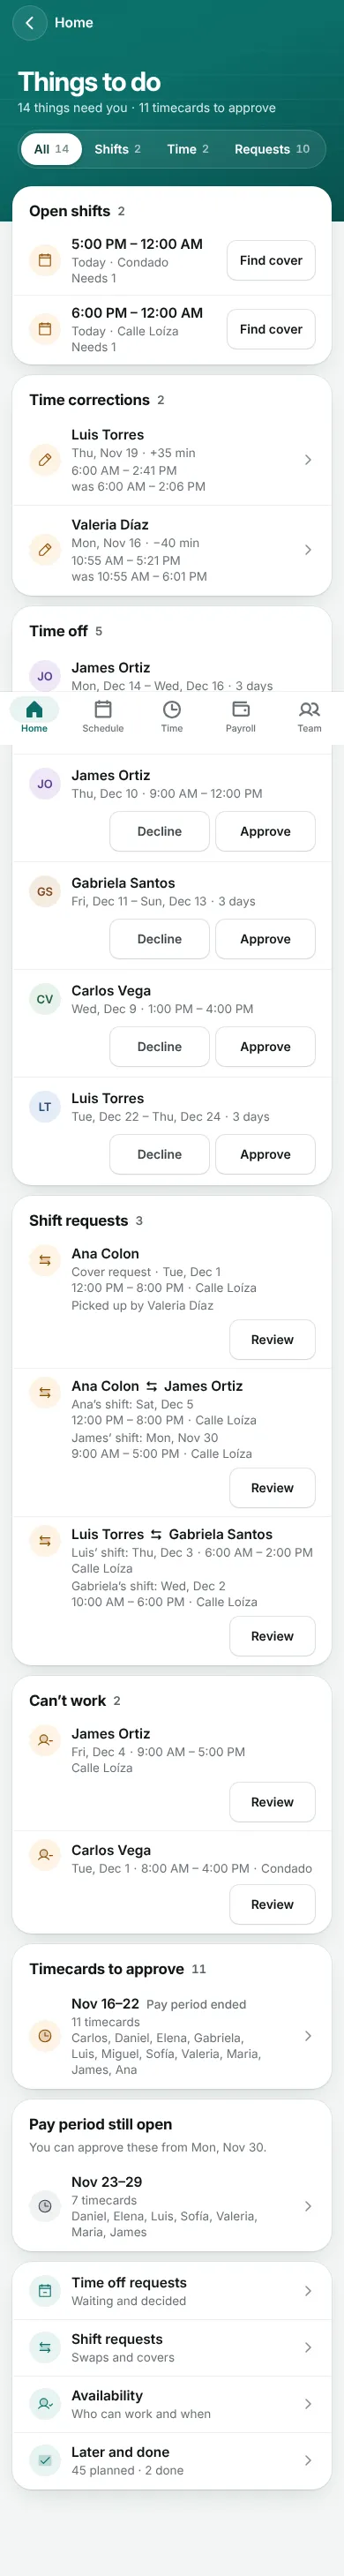 Home
Things to do
14 things need you · 11 timecards to approve
All 14 Shifts 2 Time 2 Requests 10
Open shifts 2
5:00 PM – 12:00 AM
Today · Condado
Needs 1
Find cover
6:00 PM – 12:00 AM
Today · Calle Loíza
Needs 1
Find cover
Time corrections 2
Luis Torres
Thu, Nov 19 · +35 min
6:00 AM – 2:41 PM
was 6:00 AM – 2:06 PM
Valeria Díaz
Mon, Nov 16 · −40 min
10:55 AM – 5:21 PM
was 10:55 AM – 6:01 PM
Time off 5
JO
James Ortiz
Mon, Dec 14 – Wed, Dec 16 · 3 days
Home Schedule Time Payroll Team
JO
James Ortiz
Thu, Dec 10 · 9:00 AM – 12:00 PM
Decline Approve
GS
Gabriela Santos
Fri, Dec 11 – Sun, Dec 13 · 3 days
Decline Approve
CV
Carlos Vega
Wed, Dec 9 · 1:00 PM – 4:00 PM
Decline Approve
LT
Luis Torres
Tue, Dec 22 – Thu, Dec 24 · 3 days
Decline Approve
Shift requests 3
Ana Colon
Cover request · Tue, Dec 1
12:00 PM – 8:00 PM · Calle Loíza
Picked up by Valeria Díaz
Review
Ana Colon ⇆ James Ortiz
Ana’s shift: Sat, Dec 5
12:00 PM – 8:00 PM · Calle Loíza
James’ shift: Mon, Nov 30
9:00 AM – 5:00 PM · Calle Loíza
Review
Luis Torres ⇆ Gabriela Santos
Luis’ shift: Thu, Dec 3 · 6:00 AM – 2:00 PM
Calle Loíza
Gabriela’s shift: Wed, Dec 2
10:00 AM – 6:00 PM · Calle Loíza
Review
Can’t work 2
James Ortiz
Fri, Dec 4 · 9:00 AM – 5:00 PM
Calle Loíza
Review
Carlos Vega
Tue, Dec 1 · 8:00 AM – 4:00 PM · Condado
Review
Timecards to approve 11
Nov 16–22 Pay period ended
11 timecards
Carlos, Daniel, Elena, Gabriela,
Luis, Miguel, Sofía, Valeria, Maria,
James, Ana
Pay period still open
You can approve these from Mon, Nov 30.
Nov 23–29
7 timecards
Daniel, Elena, Luis, Sofía, Valeria,
Maria, James
Time off requests
Waiting and decided
Shift requests
Swaps and covers
Availability
Who can work and when
Later and done
45 planned · 2 done